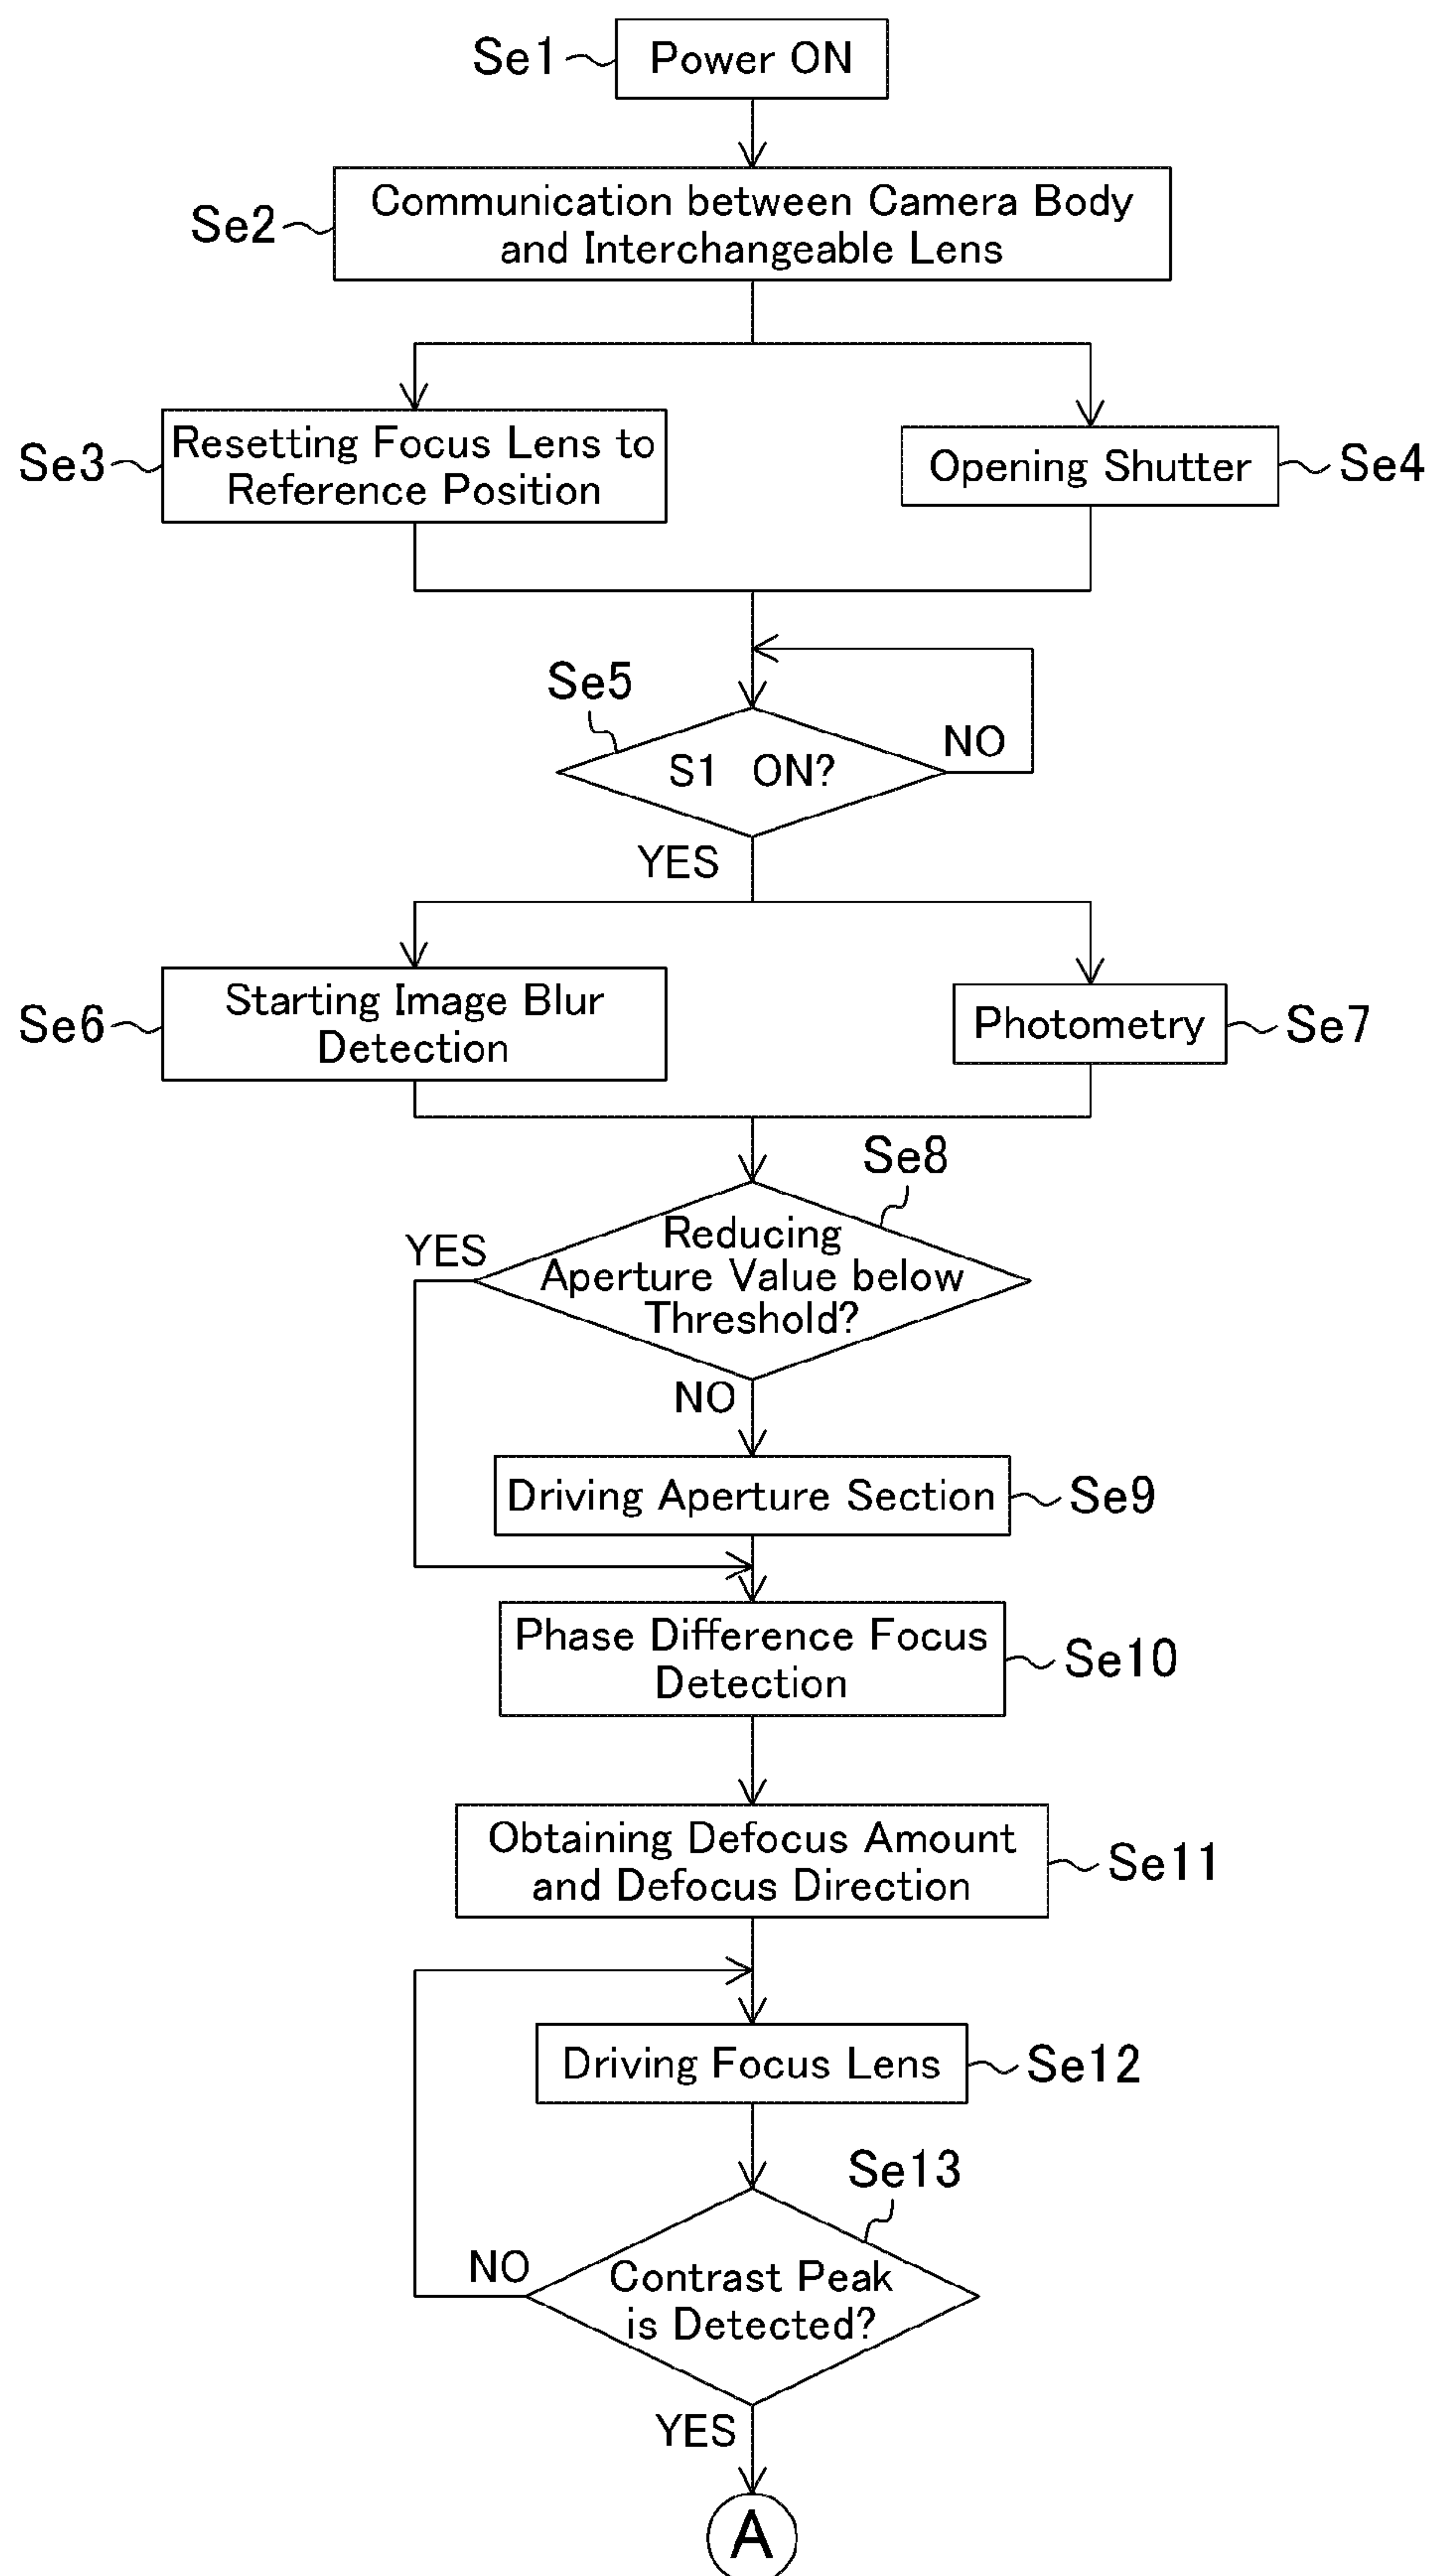 Se1
Power ON
Se2
Communication between Camera Body
and Interchangeable Lens
Se3
Resetting Focus Lens to
Reference Position
Opening Shutter
Se4
Se5
S1 ON?
NO
YES
Se6
Starting Image Blur
Detection
Photometry
Se7
Se8
Reducing
Aperture Value below
Threshold?
YES
NO
Driving Aperture Section
Se9
Phase Difference Focus
Detection
Se10
Obtaining Defocus Amount
and Defocus Direction
Se11
Driving Focus Lens
Se12
Se13
Contrast Peak
is Detected?
NO
YES
A